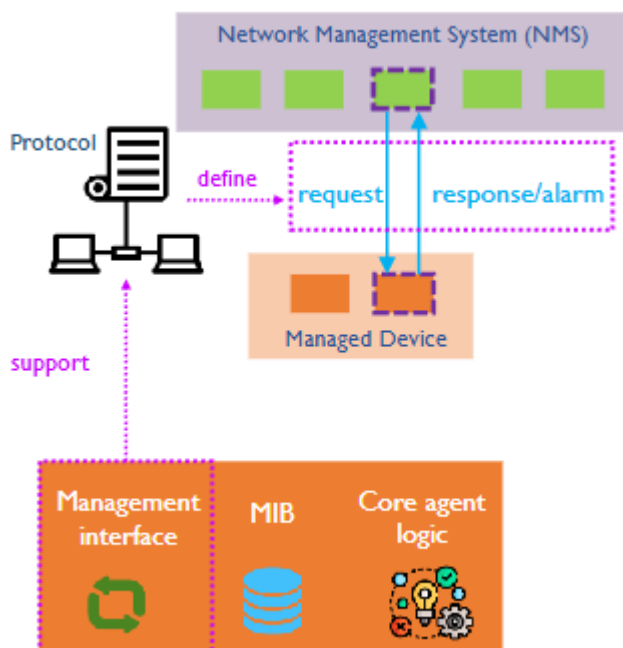 Network Management System (NMS)
Protocol
define
request
response/alarm
Managed Device
support
Management
interface
MIB
Core agent
logic